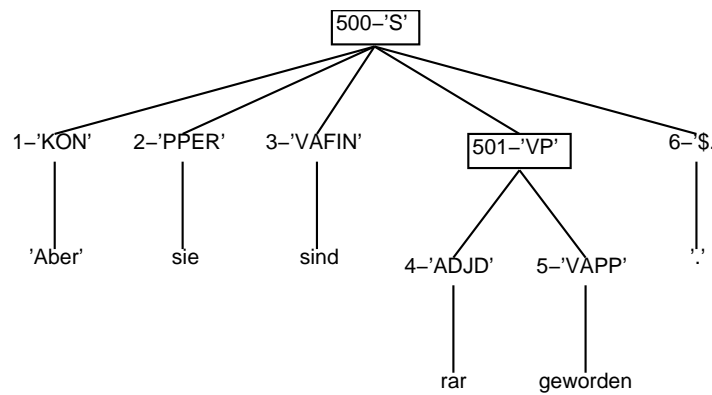 500–'S'
1–'KON' 2–'PPER' 3–'VAFIN' 501–'VP' 6–'$.
'Aber' sie sind 4–'ADJD' 5–'VAPP' '.'
rar geworden